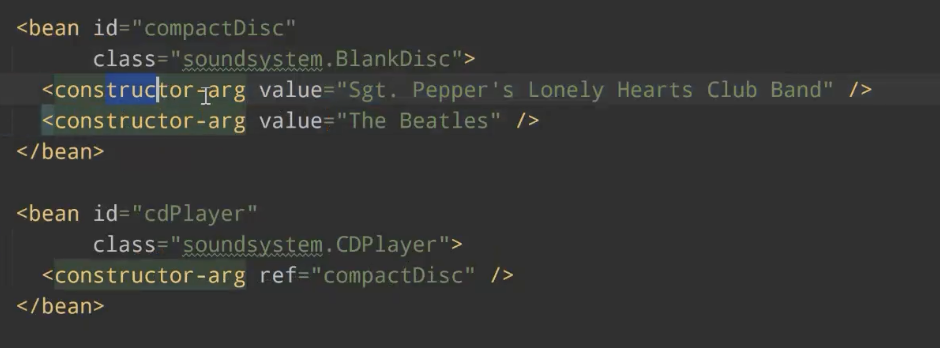 <bean id="compactDisc"
class="soundsystem.BlankDisc">
<constructor-arg value="Sgt. Pepper's Lonely Hearts Club Band" />
<constructor-arg value="The Beatles" />
</bean>
<bean id="cdPlayer"
class="soundsystem.CDPlayer">
<constructor-arg ref="compactDisc" />
</bean>